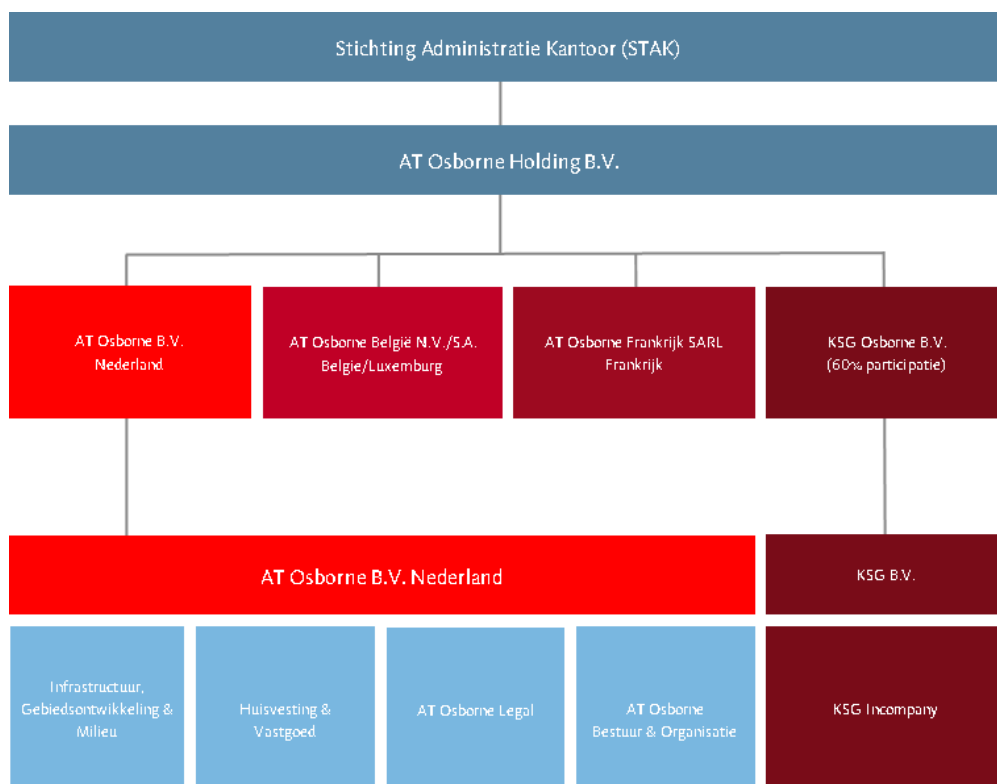 Stichting Administratie Kantoor (STAK)
AT Osborne Holding B.V.
AT Osborne B.V.
Nederland
AT Osborne België N.V./S.A.
Belgie/Luxemburg
AT Osborne Frankrijk SARL
Frankrijk
KSG Osborne B.V.
(60% participatie)
AT Osborne B.V. Nederland
KSG B.V.
Infrastructuur,
Gebiedsontwikkeling &
Milieu
Huisvesting &
Vastgoed
AT Osborne Legal
AT Osborne
Bestuur & Organisatie
KSG Incompany